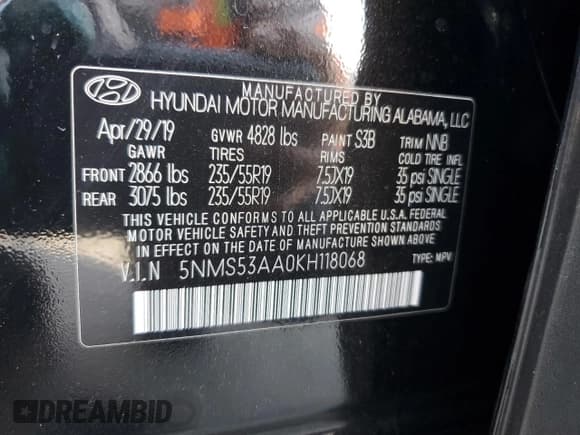 MANUFACTURED BY
HYUNDAI MOTOR MANUFACTURING ALABAMA, LLC
Apr/29/19 GVWR 4828 lbs PAINT S3B TRIM NNB
GAWR TIRES RIMS COLD TIRE INFL
FRONT 2866 lbs 235/55R19 7.5JX19 35 psi SINGLE
REAR 3075 lbs 235/55R19 7.5JX19 35 psi SINGLE
THIS VEHICLE CONFORMS TO ALL APPLICABLE U.S.A. FEDERAL
MOTOR VEHICLE SAFETY AND THEFT PREVENTION STANDARDS
IN EFFECT ON THE DATE OF MANUFACTURE SHOWN ABOVE
V.I.N 5NMS53AA0KH118068 TYPE: MPV
DREAMBID